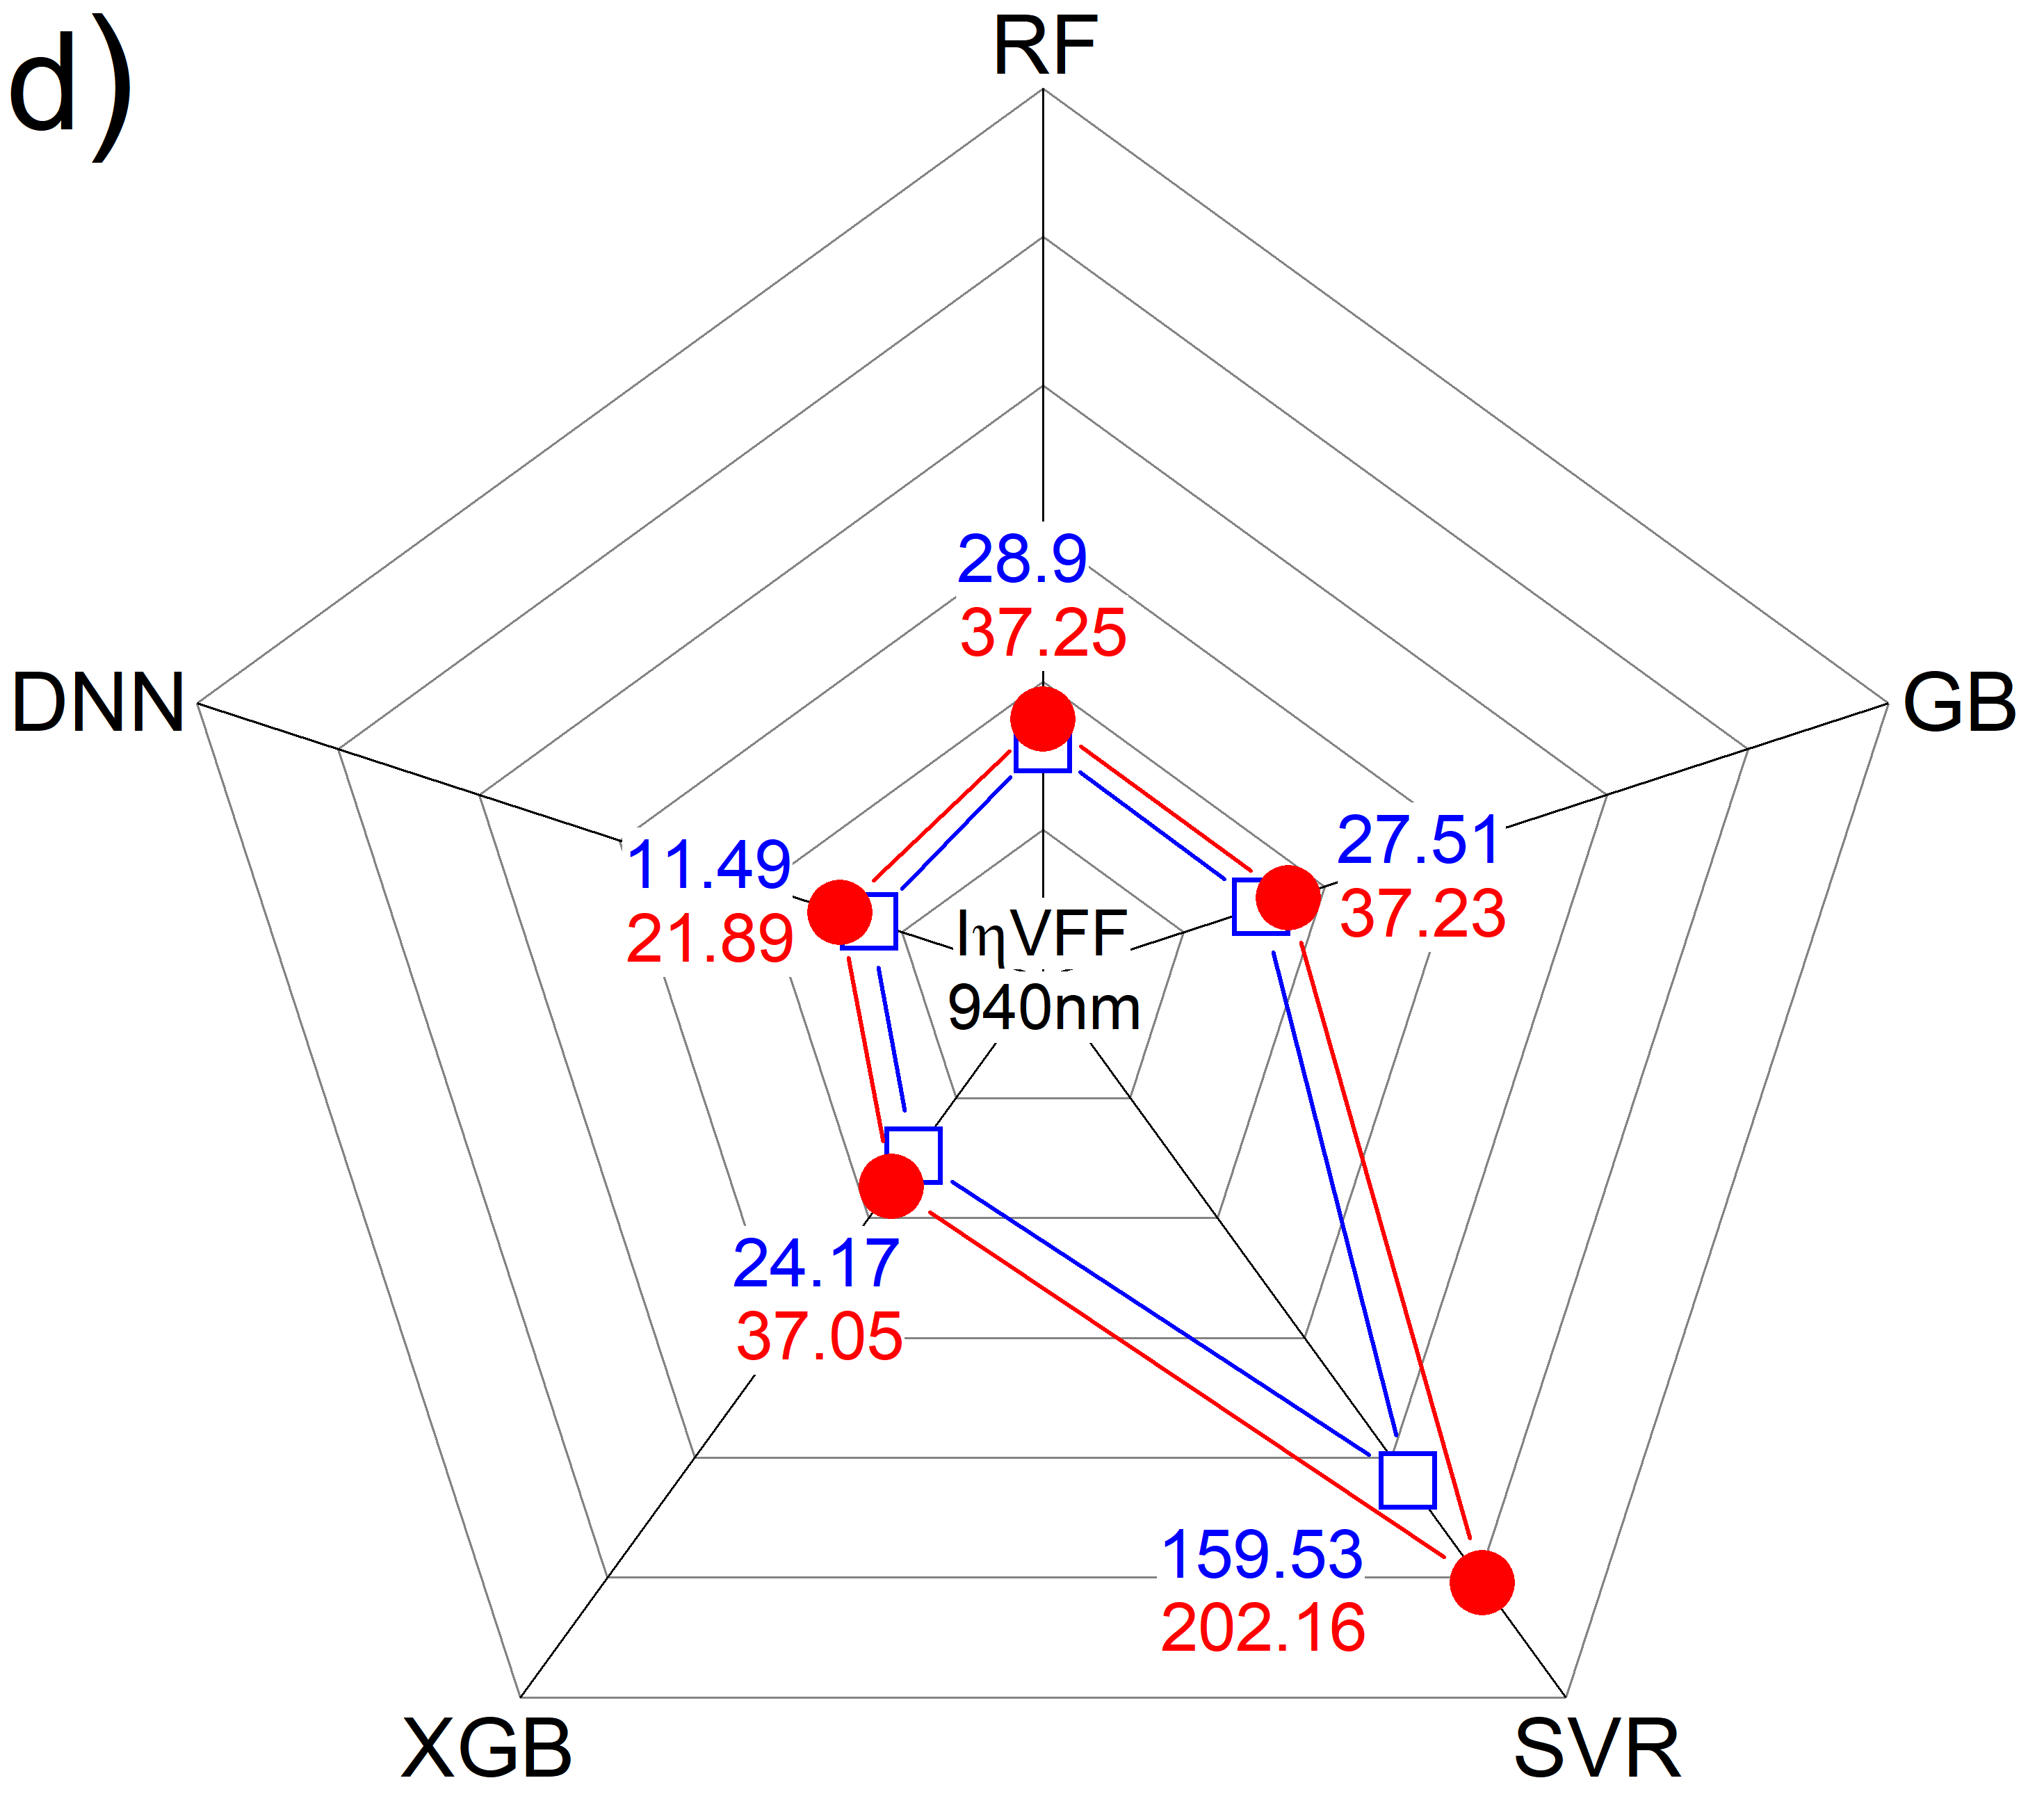 d)
RF
28.9
37.25
DNN
GB
11.49
21.89
27.51
37.23
IηVFF
940nm
24.17
37.05
159.53
202.16
XGB
SVR